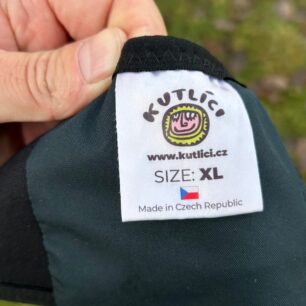 KUTLÍCI
www.kutlici.cz
SIZE: XL
Made in Czech Republic